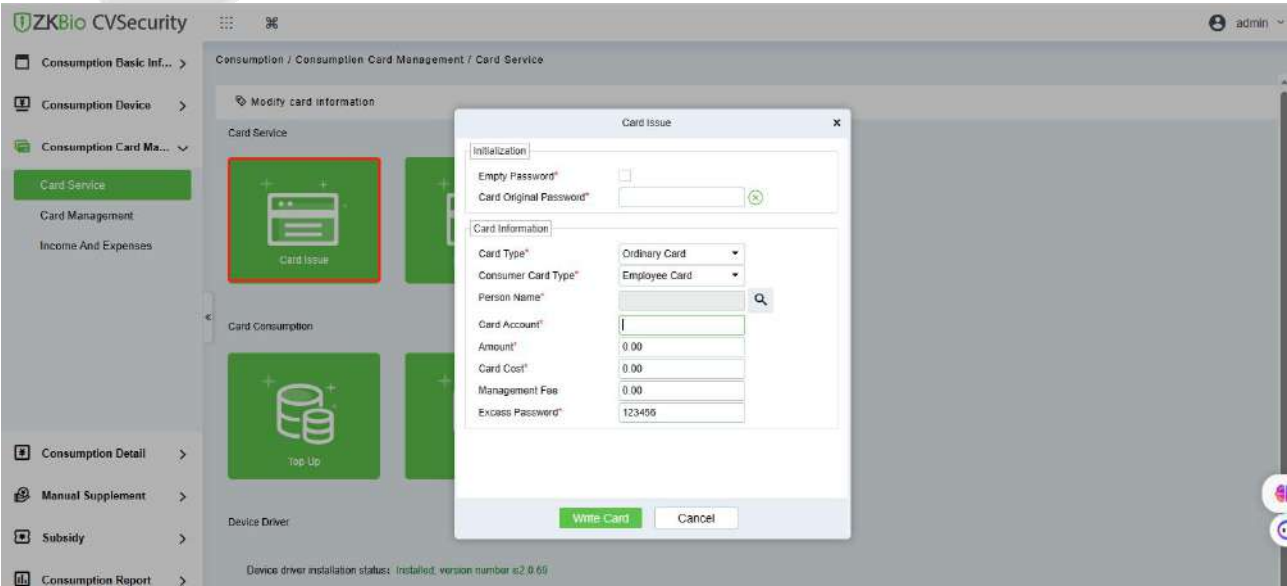 ZKBio CVSecurity
admin
Consumption Basic Inf...
Consumption Device
Consumption Card Ma...
Card Service
Card Management
Income And Expenses
Consumption Detail
Manual Supplement
Subsidy
Consumption Report
Consumption / Consumption Card Management / Card Service
Modify card information
Card Service
Card Issue
Card Consumption
Top Up
Device Driver
Device driver installation status: Installed, version number is2.0.69
Card Issue
x
Initialization
Empty Password*
Card Original Password*
Card Information
Card Type* Ordinary Card
Consumer Card Type* Employee Card
Person Name*
Card Account*
Amount* 0.00
Card Cost* 0.00
Management Fee 0.00
Excess Password* 123456
Write Card Cancel